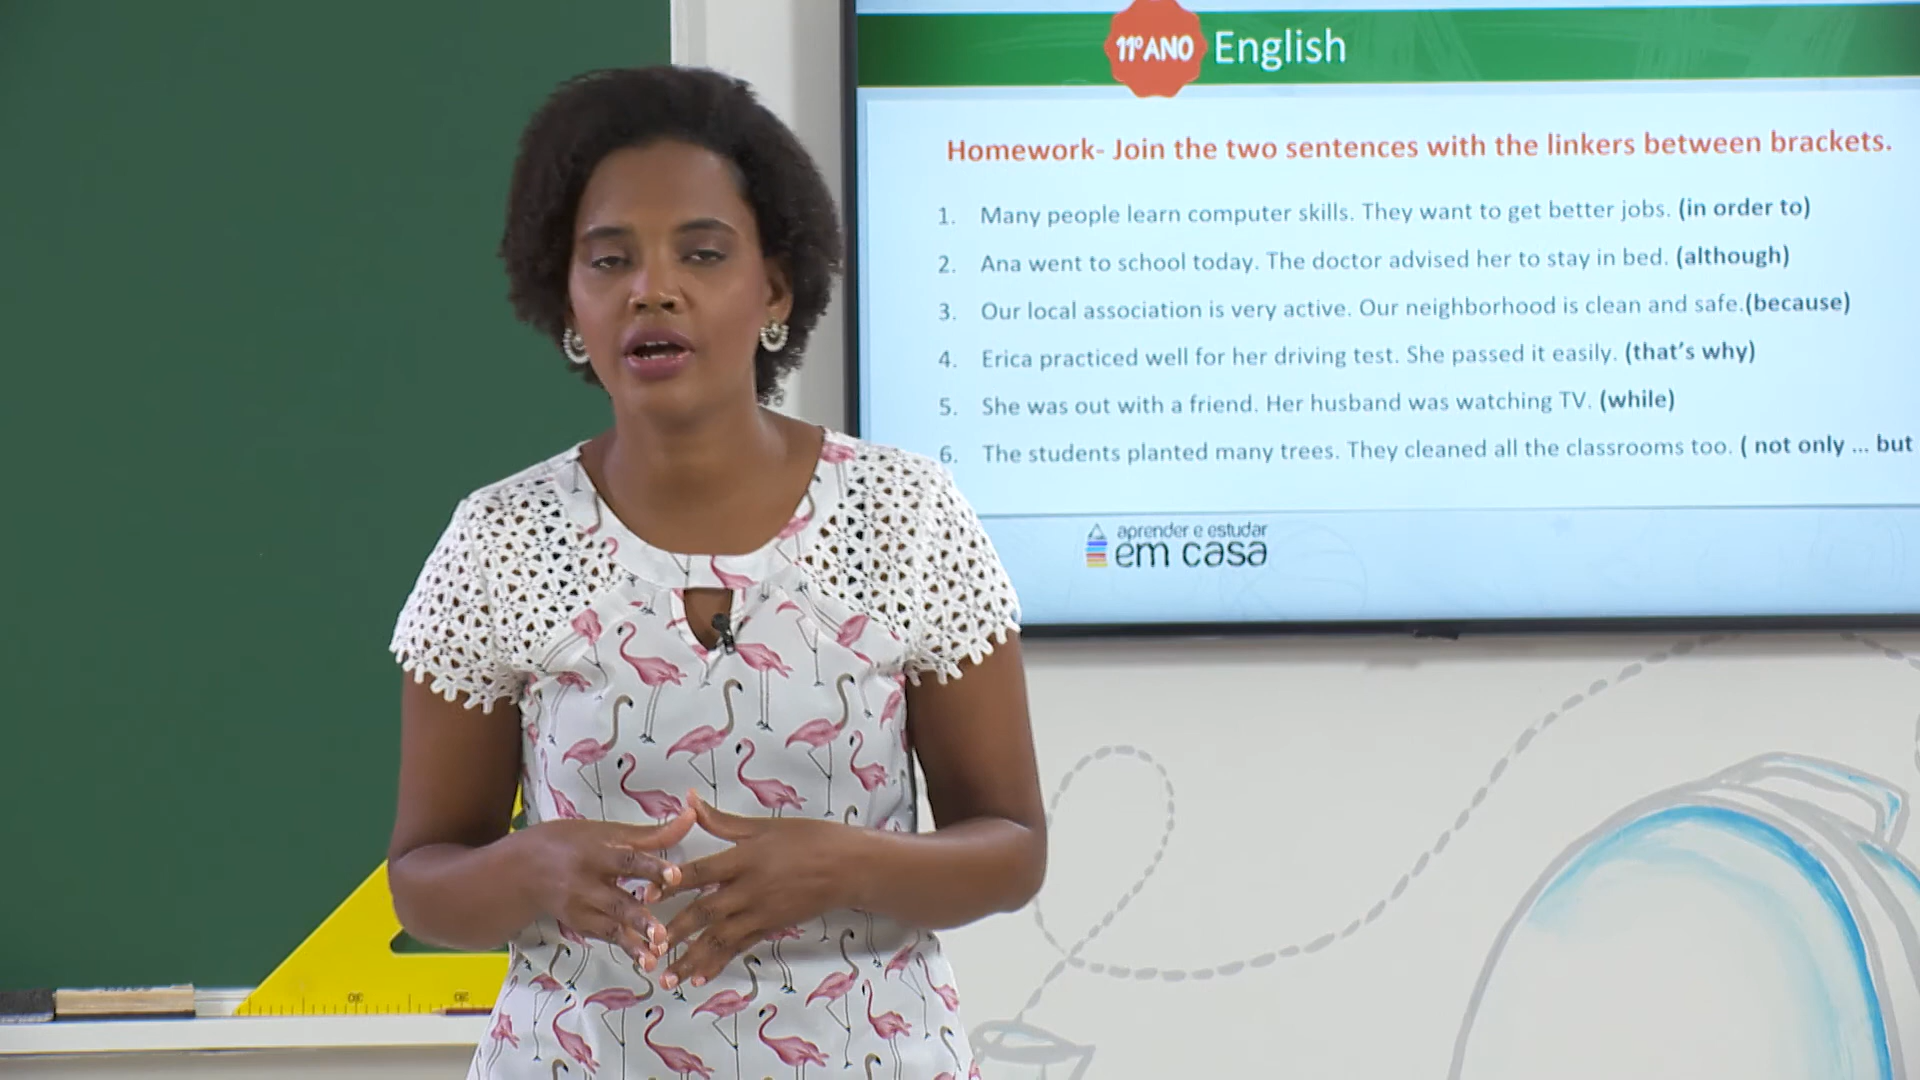 11º ANO English
Homework- Join the two sentences with the linkers between brackets.
1. Many people learn computer skills. They want to get better jobs. (in order to)
2. Ana went to school today. The doctor advised her to stay in bed. (although)
3. Our local association is very active. Our neighborhood is clean and safe.(because)
4. Erica practiced well for her driving test. She passed it easily. (that's why)
5. She was out with a friend. Her husband was watching TV. (while)
6. The students planted many trees. They cleaned all the classrooms too. ( not only ... but
aprender e estudar
em casa